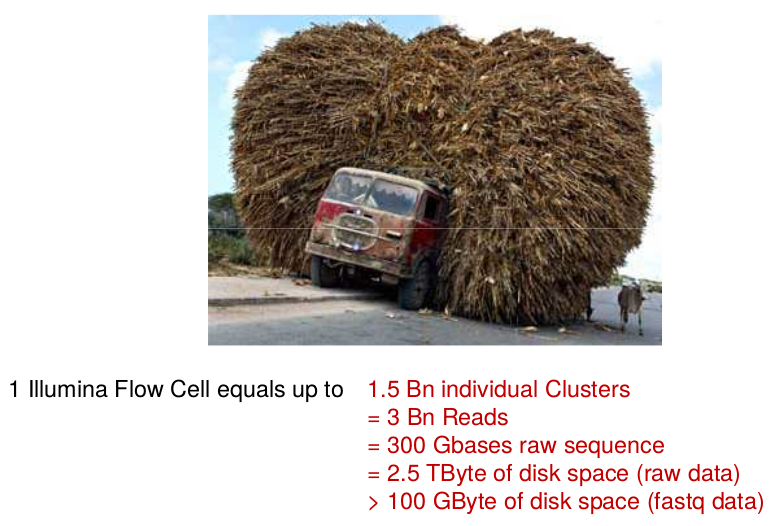 1 Illumina Flow Cell equals up to 1.5 Bn individual Clusters
= 3 Bn Reads
= 300 Gbases raw sequence
= 2.5 TByte of disk space (raw data)
> 100 GByte of disk space (fastq data)